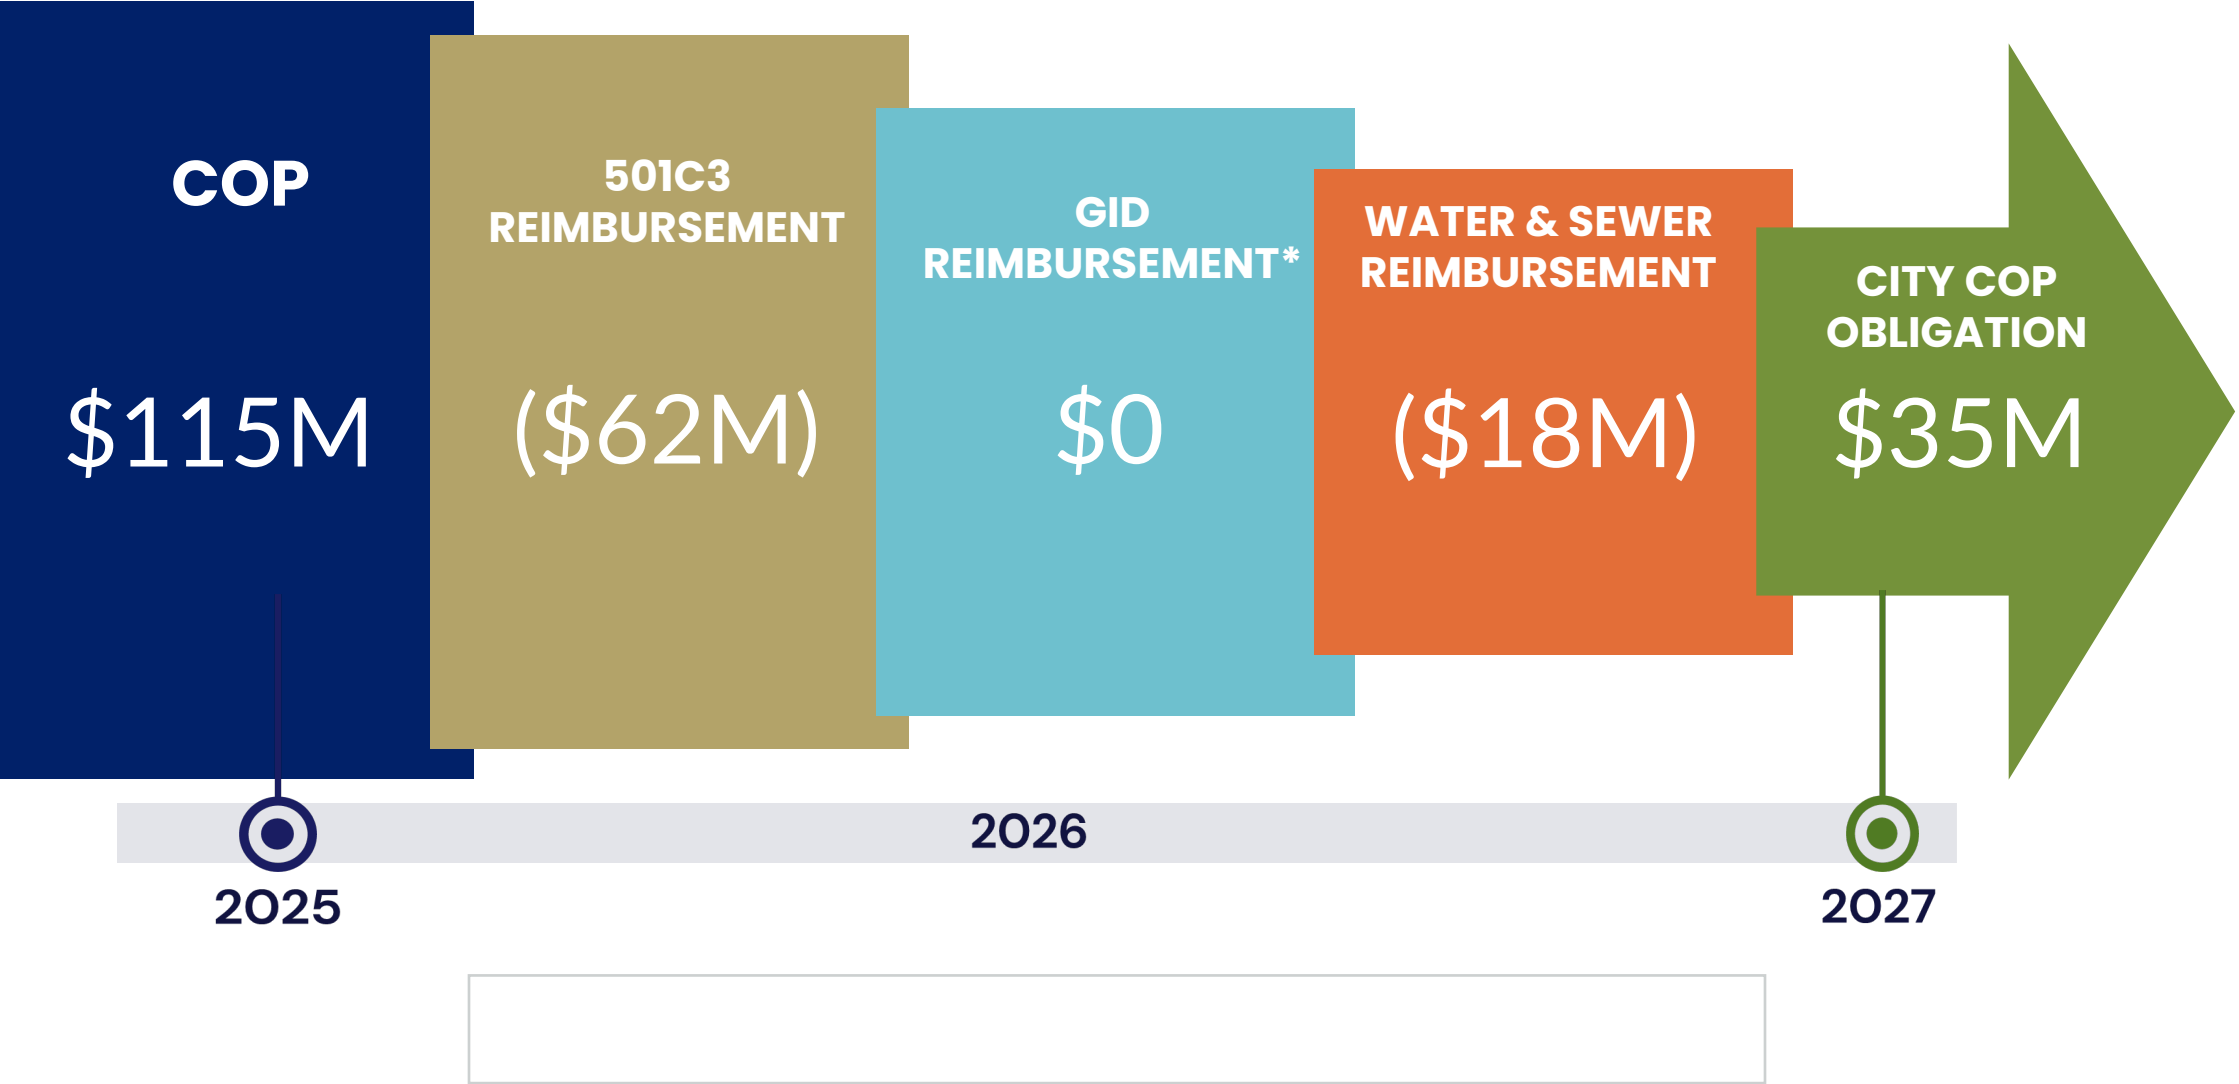 COP
$115M
501C3
REIMBURSEMENT
($62M)
GID
REIMBURSEMENT*
$0
WATER & SEWER
REIMBURSEMENT
($18M)
CITY COP
OBLIGATION
$35M
2026
2025
2027